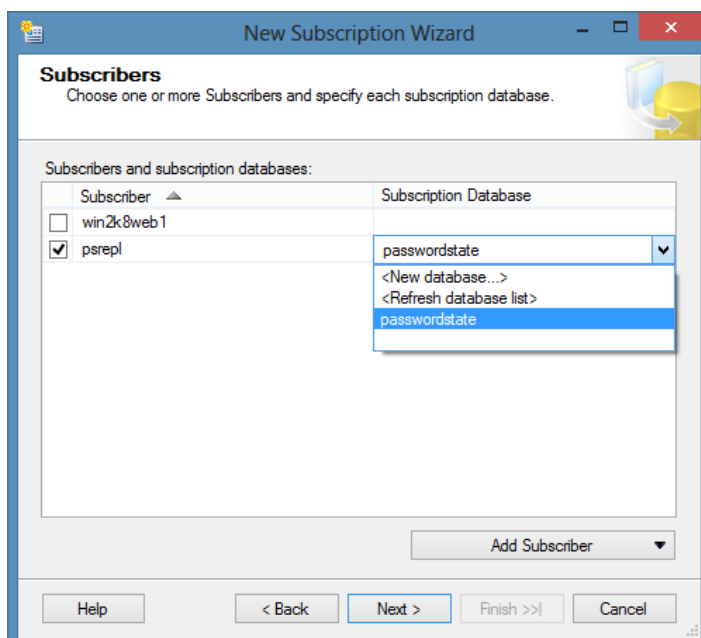 New Subscription Wizard
Subscribers
Choose one or more Subscribers and specify each subscription database.
Subscribers and subscription databases:
Subscriber Subscription Database
win2k8web1
psrepl passwordstate
<New database...>
<Refresh database list>
passwordstate
Add Subscriber
Help < Back Next > Finish >>| Cancel